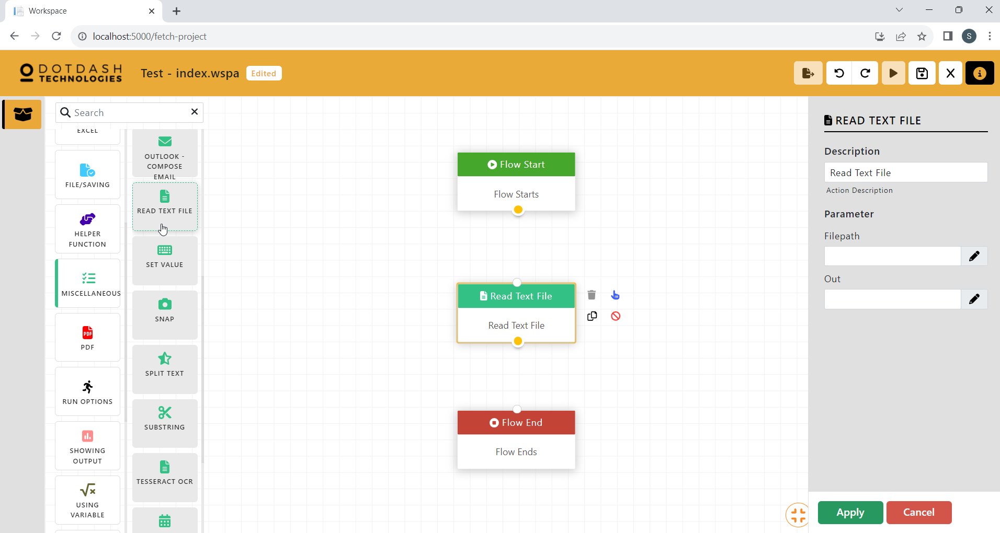 Workspace
localhost:5000/fetch-project
S
DOTDASH
TECHNOLOGIES
Test - index.wspa
Edited
Search
EXCEL
FILE/SAVING
HELPER
FUNCTION
MISCELLANEOUS
PDF
PDF
RUN OPTIONS
SHOWING
OUTPUT
USING
VARIABLE
OUTLOOK -
COMPOSE
EMAIL
READ TEXT FILE
SET VALUE
SNAP
SPLIT TEXT
SUBSTRING
TESSERACT OCR
Flow Start
Flow Starts
Read Text File
Read Text File
Flow End
Flow Ends
READ TEXT FILE
Description
Read Text File
Action Description
Parameter
Filepath
Out
Apply
Cancel